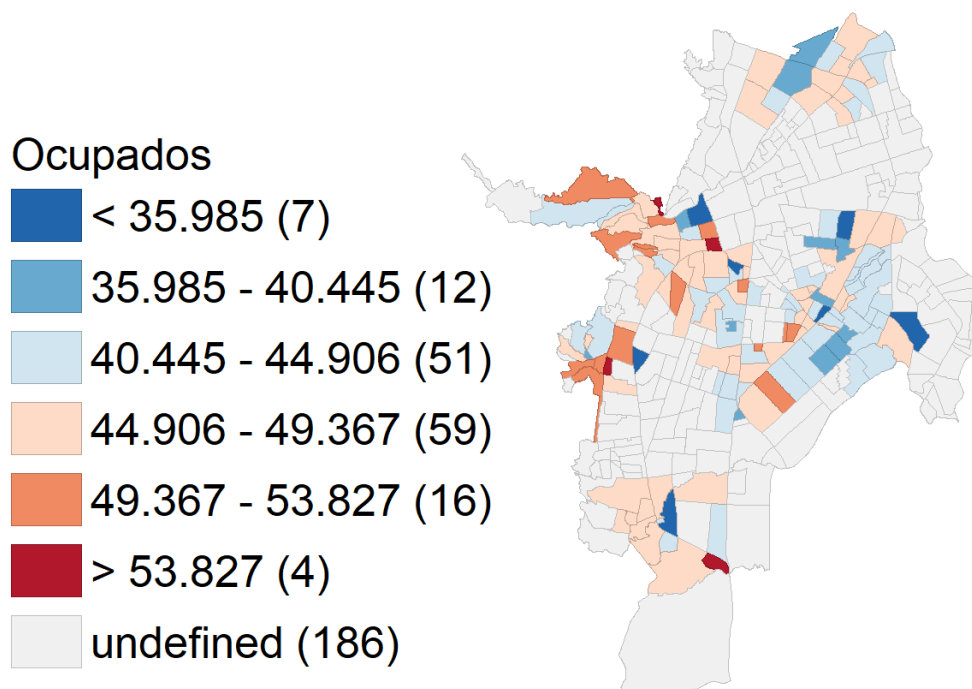 Ocupados
< 35.985 (7)
35.985 - 40.445 (12)
40.445 - 44.906 (51)
44.906 - 49.367 (59)
49.367 - 53.827 (16)
> 53.827 (4)
undefined (186)